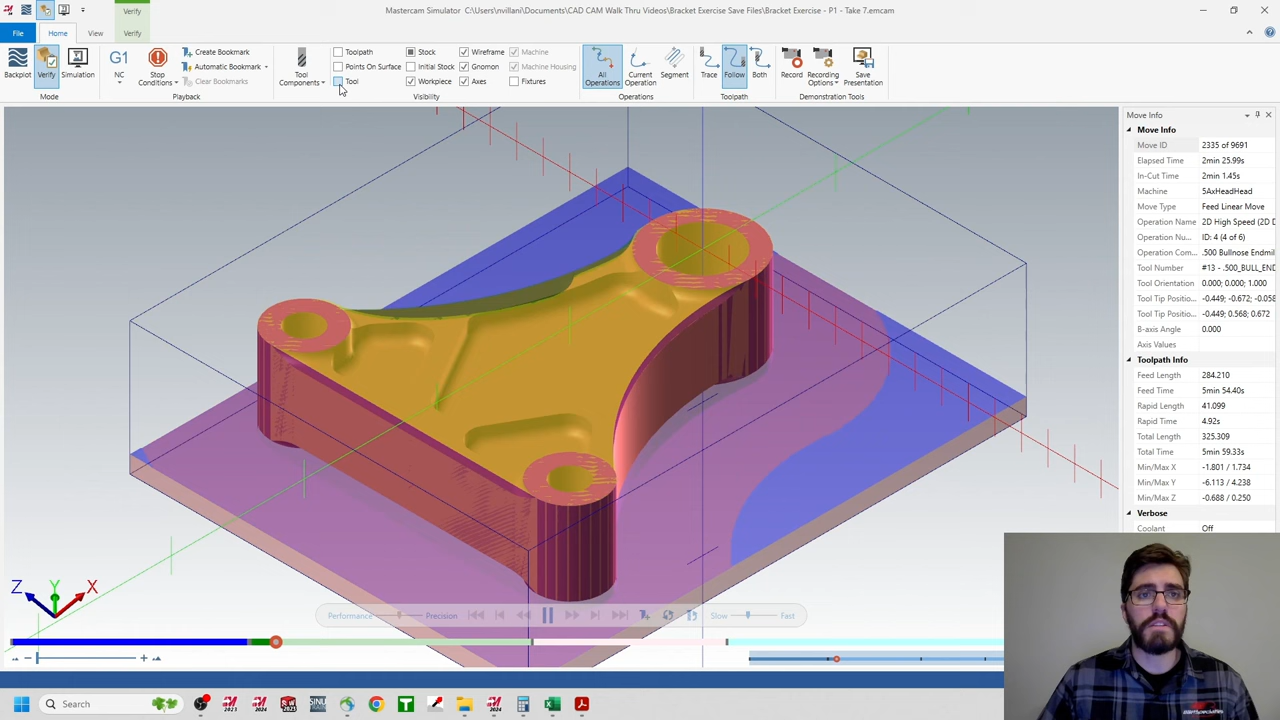 Verify
Mastercam Simulator C:\Users\nvillani\Documents\CAD CAM Walk Thru Videos\Bracket Exercise Save Files\Bracket Exercise - P1 - Take 7.emcam
File
Home
View
Verify
Backplot
Verify
Simulation
Mode
G1
NC
Stop Conditions
Create Bookmark
Automatic Bookmark
Clear Bookmarks
Playback
Tool Components
Toolpath
Points On Surface
Tool
Stock
Initial Stock
Workpiece
Wireframe
Gnomon
Axes
Machine
Machine Housing
Fixtures
Visibility
All Operations
Current Operation
Segment
Operations
Trace
Follow
Both
Toolpath
Record
Recording Options
Save Presentation
Demonstration Tools
Move Info
Move Info
Move ID 2335 of 9691
Elapsed Time 2min 25.99s
In-Cut Time 2min 1.45s
Machine 5AxHeadHead
Move Type Feed Linear Move
Operation Name 2D High Speed (2D D
Operation Nu... ID: 4 (4 of 6)
Operation Com... .500 Bullnose Endmil
Tool Number #13 - .500_BULL_END
Tool Orientation 0.000; 0.000; 1.000
Tool Tip Positio... -0.449; -0.672; -0.058
Tool Tip Positio... -0.449; 0.568; 0.672
B-axis Angle 0.000
Axis Values
Toolpath Info
Feed Length 284.210
Feed Time 5min 54.40s
Rapid Length 41.099
Rapid Time 4.92s
Total Length 325.309
Total Time 5min 59.33s
Min/Max X -1.801 / 1.734
Min/Max Y -6.113 / 4.238
Min/Max Z -0.688 / 0.250
Verbose
Coolant Off
Z Y X
Performance Precision Slow Fast
Search
2023
2024
2024